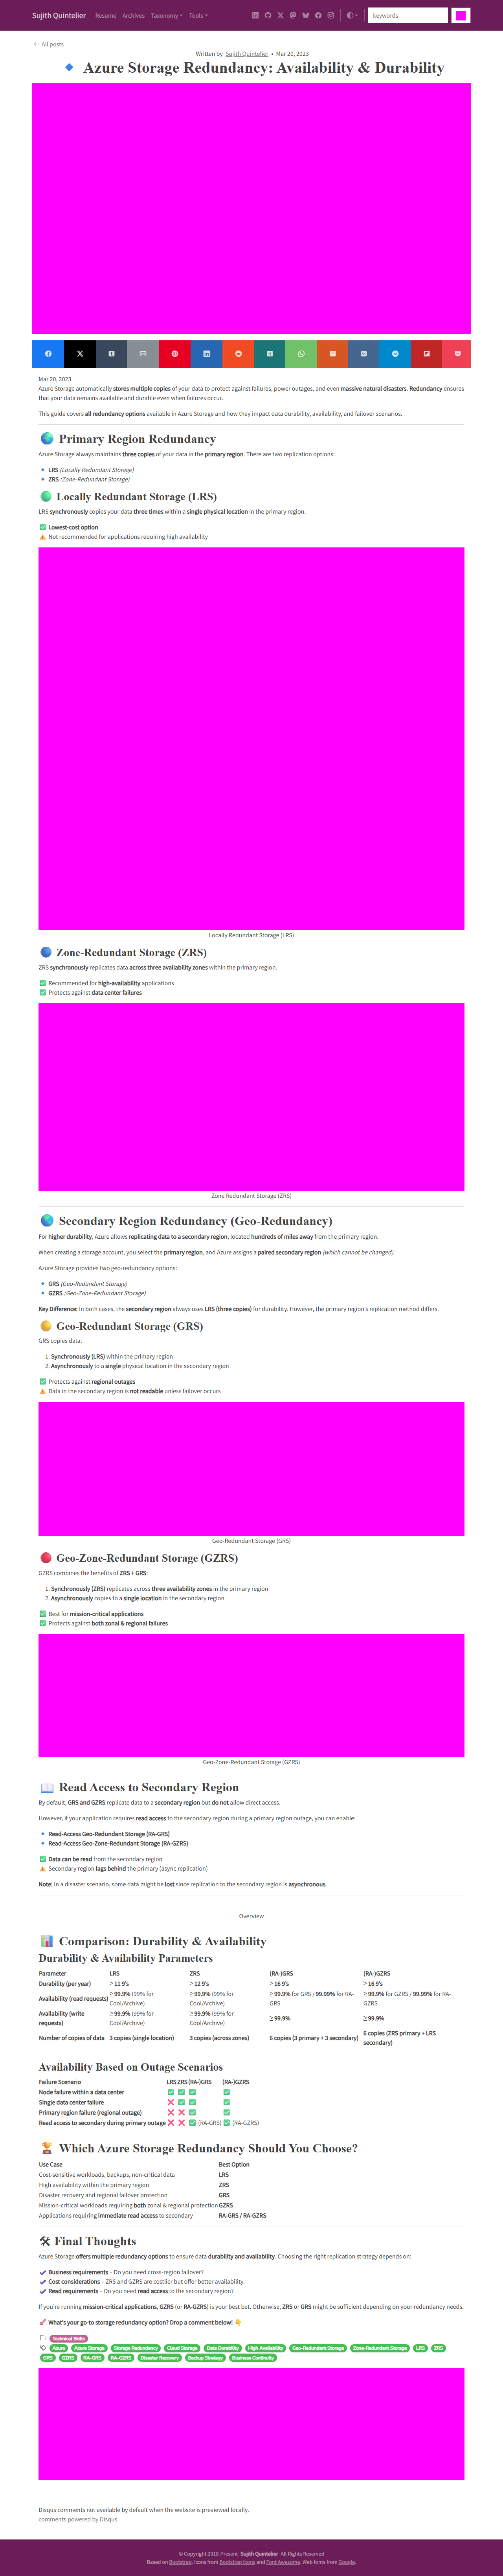 Sujith Quintelier Resume Archives Taxonomy Tools keywords
All posts
Written by Sujith Quintelier • Mar 20, 2023
Azure Storage Redundancy: Availability & Durability
Mar 20, 2023
Azure Storage automatically stores multiple copies of your data to protect against failures, power outages, and even massive natural disasters. Redundancy ensures
that your data remains available and durable even when failures occur.
This guide covers all redundancy options available in Azure Storage and how they impact data durability, availability, and failover scenarios.
Primary Region Redundancy
Azure Storage always maintains three copies of your data in the primary region. There are two replication options:
LRS (Locally Redundant Storage)
ZRS (Zone-Redundant Storage)
Locally Redundant Storage (LRS)
LRS synchronously copies your data three times within a single physical location in the primary region.
Lowest-cost option
Not recommended for applications requiring high availability
Locally Redundant Storage (LRS)
Zone-Redundant Storage (ZRS)
ZRS synchronously replicates data across three availability zones within the primary region.
Recommended for high-availability applications
Protects against data center failures
Zone Redundant Storage (ZRS)
Secondary Region Redundancy (Geo-Redundancy)
For higher durability, Azure allows replicating data to a secondary region, located hundreds of miles away from the primary region.
When creating a storage account, you select the primary region, and Azure assigns a paired secondary region (which cannot be changed).
Azure Storage provides two geo-redundancy options:
GRS (Geo-Redundant Storage)
GZRS (Geo-Zone-Redundant Storage)
Key Difference: In both cases, the secondary region always uses LRS (three copies) for durability. However, the primary region's replication method differs.
Geo-Redundant Storage (GRS)
GRS copies data:
1. Synchronously (LRS) within the primary region
2. Asynchronously to a single physical location in the secondary region
Protects against regional outages
Data in the secondary region is not readable unless failover occurs
Geo-Redundant Storage (GRS)
Geo-Zone-Redundant Storage (GZRS)
GZRS combines the benefits of ZRS + GRS:
1. Synchronously (ZRS) replicates across three availability zones in the primary region
2. Asynchronously copies to a single location in the secondary region
Best for mission-critical applications
Protects against both zonal & regional failures
Geo-Zone-Redundant Storage (GZRS)
Read Access to Secondary Region
By default, GRS and GZRS replicate data to a secondary region but do not allow direct access.
However, if your application requires read access to the secondary region during a primary region outage, you can enable:
Read-Access Geo-Redundant Storage (RA-GRS)
Read-Access Geo-Zone-Redundant Storage (RA-GZRS)
Data can be read from the secondary region
Secondary region lags behind the primary (async replication)
Note: In a disaster scenario, some data might be lost since replication to the secondary region is asynchronous.
Overview
Comparison: Durability & Availability
Durability & Availability Parameters
Parameter LRS ZRS (RA-)GRS (RA-)GZRS
Durability (per year) ≥ 11 9's ≥ 12 9's ≥ 16 9's ≥ 16 9's
Availability (read requests) ≥ 99.9% (99% for Cool/Archive) ≥ 99.9% (99% for Cool/Archive) ≥ 99.9% for GRS / 99.99% for RA-GRS ≥ 99.9% for GZRS / 99.99% for RA-GZRS
Availability (write requests) ≥ 99.9% (99% for Cool/Archive) ≥ 99.9% (99% for Cool/Archive) ≥ 99.9% ≥ 99.9%
Number of copies of data 3 copies (single location) 3 copies (across zones) 6 copies (3 primary + 3 secondary) 6 copies (ZRS primary + LRS secondary)
Availability Based on Outage Scenarios
Failure Scenario LRS ZRS (RA-)GRS (RA-)GZRS
Node failure within a data center ✅ ✅ ✅ ✅
Single data center failure ❌ ✅ ✅ ✅
Primary region failure (regional outage) ❌ ❌ ✅ ✅
Read access to secondary during primary outage ❌ ❌ ✅ (RA-GRS) ✅ (RA-GZRS)
Which Azure Storage Redundancy Should You Choose?
Use Case Best Option
Cost-sensitive workloads, backups, non-critical data LRS
High availability within the primary region ZRS
Disaster recovery and regional failover protection GRS
Mission-critical workloads requiring both zonal & regional protection GZRS
Applications requiring immediate read access to secondary RA-GRS / RA-GZRS
Final Thoughts
Azure Storage offers multiple redundancy options to ensure data durability and availability. Choosing the right replication strategy depends on:
Business requirements – Do you need cross-region failover?
Cost considerations – ZRS and GZRS are costlier but offer better availability.
Read requirements – Do you need read access to the secondary region?
If you're running mission-critical applications, GZRS (or RA-GZRS) is your best bet. Otherwise, ZRS or GRS might be sufficient depending on your redundancy needs.
What's your go-to storage redundancy option? Drop a comment below!
Technical Skills
Azure Azure Storage Storage Redundancy Cloud Storage Data Durability High Availability Geo-Redundant Storage Zone-Redundant Storage LRS ZRS
GRS GZRS RA-GRS RA-GZRS Disaster Recovery Backup Strategy Business Continuity
Disqus comments not available by default when the website is previewed locally.
comments powered by Disqus
© Copyright 2018-Present Sujith Quintelier All Rights Reserved
Based on Bootstrap. Icons from Bootstrap Icons and Font Awesome. Web fonts from Google.